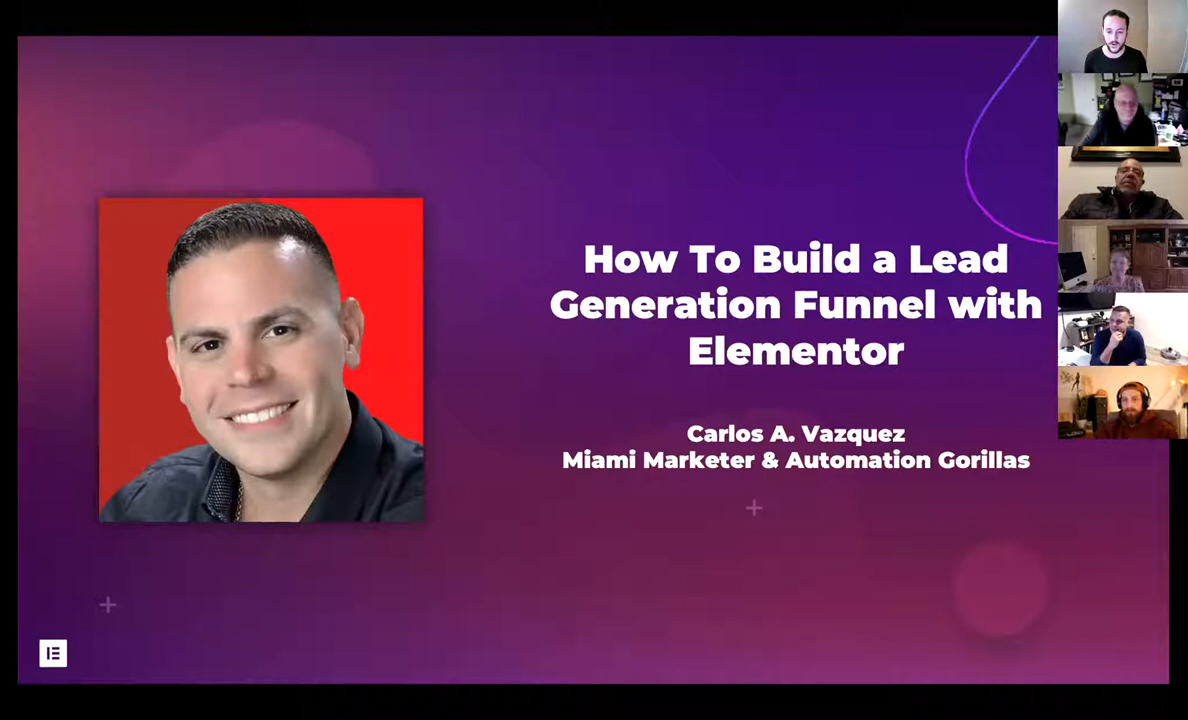 How To Build a Lead
Generation Funnel with
Elementor
Carlos A. Vazquez
Miami Marketer & Automation Gorillas